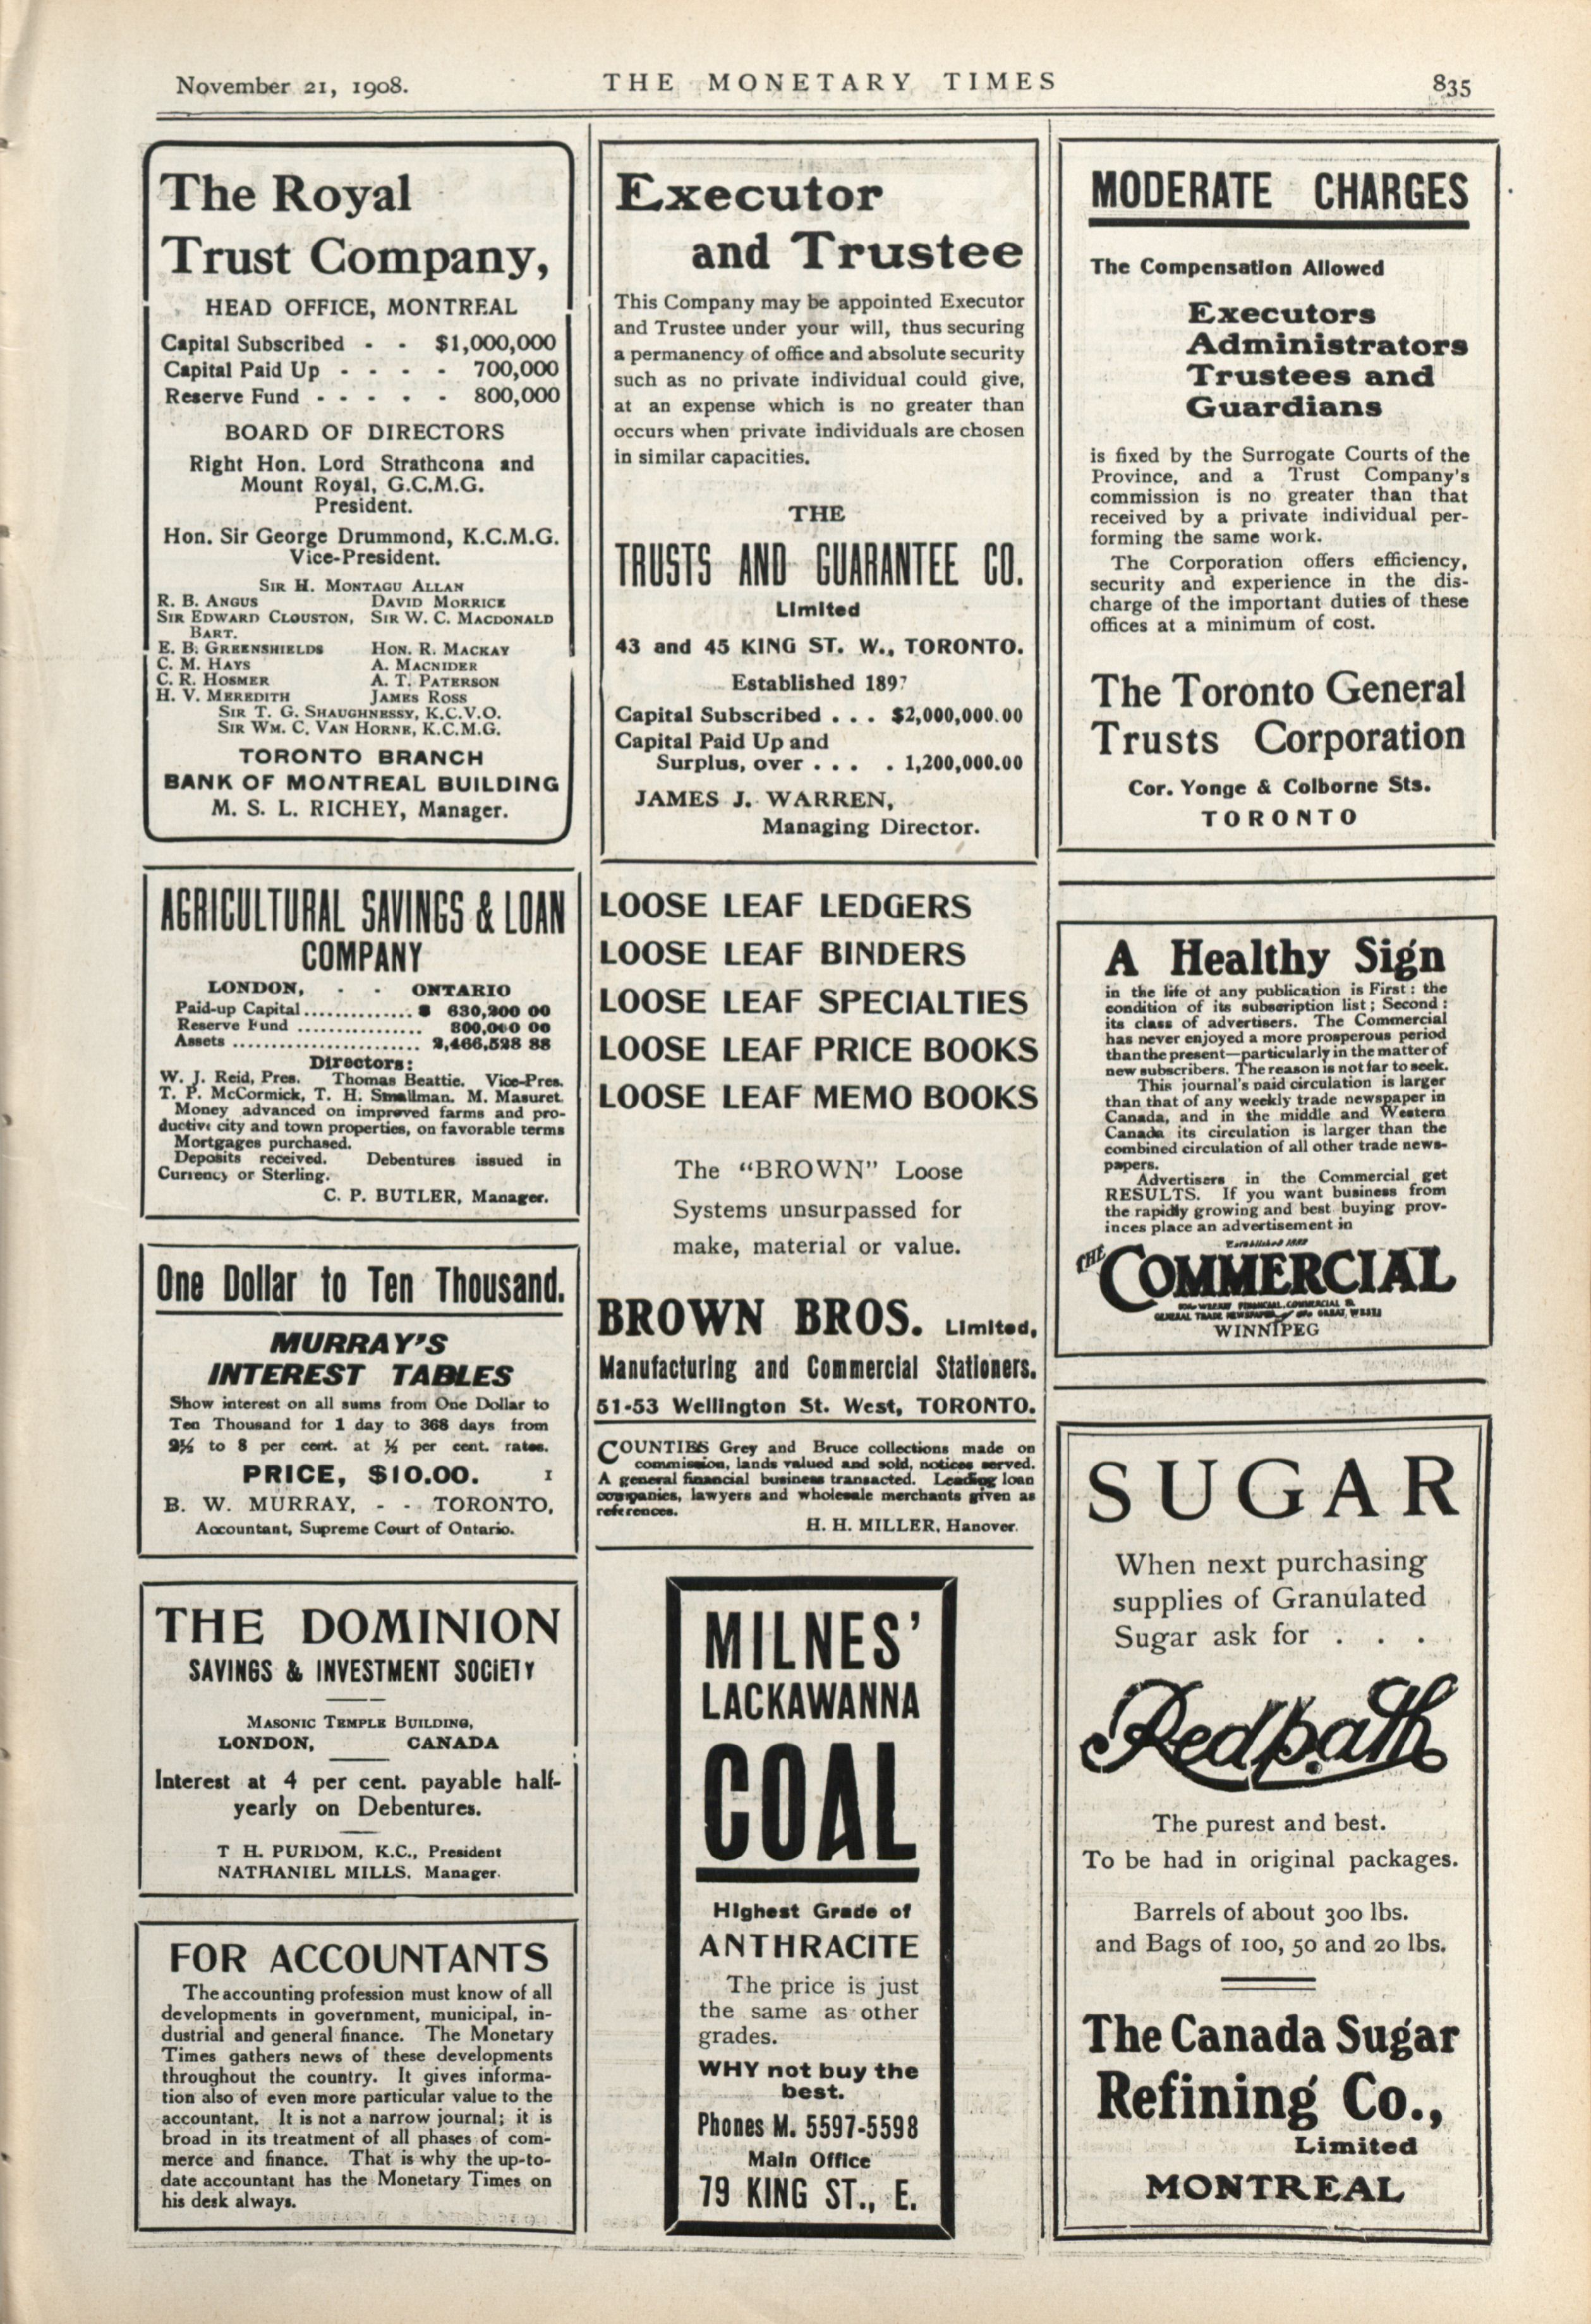 November 21, 1908.
THE MONETARY TIMES
835
The Royal
Trust Company,
HEAD OFFICE, MONTREAL
Capital Subscribed - - $1,000,000
Capital Paid Up - - - - 700,000
Reserve Fund - - - - - 800,000
BOARD OF DIRECTORS
Right Hon. Lord Strathcona and
Mount Royal, G.C.M.G.
President.
Hon. Sir George Drummond, K.C.M.G.
Vice-President.
SIR H. MONTAGU ALLAN
R. B. ANGUS DAVID MORRICE
SIR EDWARD CLOUSTON, SIR W. C. MACDONALD
BART.
E. B. GREENSHIELDS HON. R. MACKAY
C. M. HAYS A. MACNIDER
C. R. HOSMER A. T. PATERSON
H. V. MEREDITH JAMES ROSS
SIR T. G. SHAUGHNESSY, K.C.V.O.
SIR WM. C. VAN HORNE, K.C.M.G.
TORONTO BRANCH
BANK OF MONTREAL BUILDING
M. S. L. RICHEY, Manager.
AGRICULTURAL SAVINGS & LOAN
COMPANY
LONDON, - - ONTARIO
Paid-up Capital .............. $ 630,200 00
Reserve Fund ................ 800,000 00
Assets ........................ 2,466,528 88
Directors:
W. J. Reid, Pres. Thomas Beattie. Vice-Pres.
T. P. McCormick, T. H. Smallman. M. Masuret.
Money advanced on improved farms and pro-
ductive city and town properties, on favorable terms
Mortgages purchased.
Deposits received. Debentures issued in
Currency or Sterling.
C. P. BUTLER, Manager.
One Dollar to Ten Thousand.
MURRAY'S
INTEREST TABLES
Show interest on all sums from One Dollar to
Ten Thousand for 1 day to 368 days from
2½ to 8 per cent. at ½ per cent. rates.
PRICE, $10.00. I
B. W. MURRAY, - - TORONTO,
Accountant, Supreme Court of Ontario.
THE DOMINION
SAVINGS & INVESTMENT SOCIETY
MASONIC TEMPLE BUILDING,
LONDON, CANADA
Interest at 4 per cent. payable half-
yearly on Debentures.
T H. PURDOM, K.C., President
NATHANIEL MILLS. Manager.
FOR ACCOUNTANTS
The accounting profession must know of all
developments in government, municipal, in-
dustrial and general finance. The Monetary
Times gathers news of these developments
throughout the country. It gives informa-
tion also of even more particular value to the
accountant. It is not a narrow journal; it is
broad in its treatment of all phases of com-
merce and finance. That is why the up-to-
date accountant has the Monetary Times on
his desk always.
Executor
and Trustee
This Company may be appointed Executor
and Trustee under your will, thus securing
a permanency of office and absolute security
such as no private individual could give,
at an expense which is no greater than
occurs when private individuals are chosen
in similar capacities.
THE
TRUSTS AND GUARANTEE CO.
Limited
43 and 45 KING ST. W., TORONTO.
Established 1897
Capital Subscribed . . . $2,000,000.00
Capital Paid Up and
Surplus, over . . . . 1,200,000.00
JAMES J. WARREN,
Managing Director.
LOOSE LEAF LEDGERS
LOOSE LEAF BINDERS
LOOSE LEAF SPECIALTIES
LOOSE LEAF PRICE BOOKS
LOOSE LEAF MEMO BOOKS
The "BROWN" Loose
Systems unsurpassed for
make, material or value.
BROWN BROS. Limited,
Manufacturing and Commercial Stationers.
51-53 Wellington St. West, TORONTO.
COUNTIES Grey and Bruce collections made on
commission, lands valued and sold, notices served.
A general financial business transacted. Leading loan
companies, lawyers and wholesale merchants given as
references.
H. H. MILLER, Hanover.
MILNES'
LACKAWANNA
COAL
Highest Grade of
ANTHRACITE
The price is just
the same as other
grades.
WHY not buy the
best.
Phones M. 5597-5598
Main Office
79 KING ST., E.
MODERATE CHARGES
The Compensation Allowed
Executors
Administrators
Trustees and
Guardians
is fixed by the Surrogate Courts of the
Province, and a Trust Company's
commission is no greater than that
received by a private individual per-
forming the same work.
The Corporation offers efficiency,
security and experience in the dis-
charge of the important duties of these
offices at a minimum of cost.
The Toronto General
Trusts Corporation
Cor. Yonge & Colborne Sts.
TORONTO
A Healthy Sign
in the life of any publication is First: the
condition of its subscription list; Second:
its class of advertisers. The Commercial
has never enjoyed a more prosperous period
than the present—particularly in the matter of
new subscribers. The reason is not far to seek.
This journal's paid circulation is larger
than that of any weekly trade newspaper in
Canada, and in the middle and Western
Canada its circulation is larger than the
combined circulation of all other trade news-
papers.
Advertisers in the Commercial get
RESULTS. If you want business from
the rapidly growing and best buying prov-
inces place an advertisement in
Established 1882
THE COMMERCIAL
WEEKLY FINANCIAL, COMMERCIAL &
GENERAL TRADE NEWSPAPER OF THE GREAT WEST
WINNIPEG
SUGAR
When next purchasing
supplies of Granulated
Sugar ask for . . .
Redpath
The purest and best.
To be had in original packages.
Barrels of about 300 lbs.
and Bags of 100, 50 and 20 lbs.
The Canada Sugar
Refining Co.,
Limited
MONTREAL